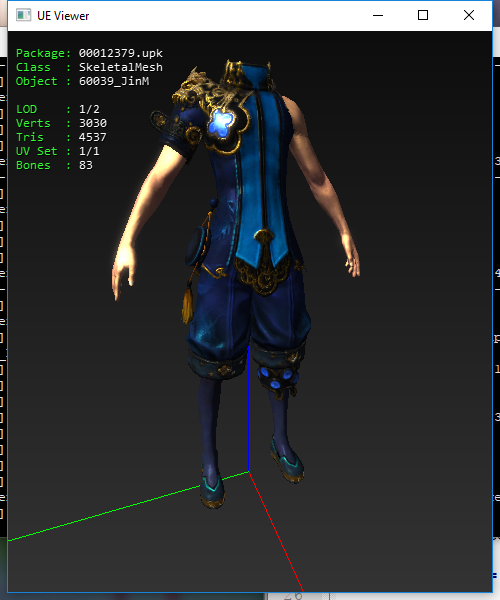 UE Viewer
Package: 00012379.upk
Class : SkeletalMesh
Object : 60039_JinM
LOD : 1/2
Verts : 3030
Tris : 4537
UV Set : 1/1
Bones : 83